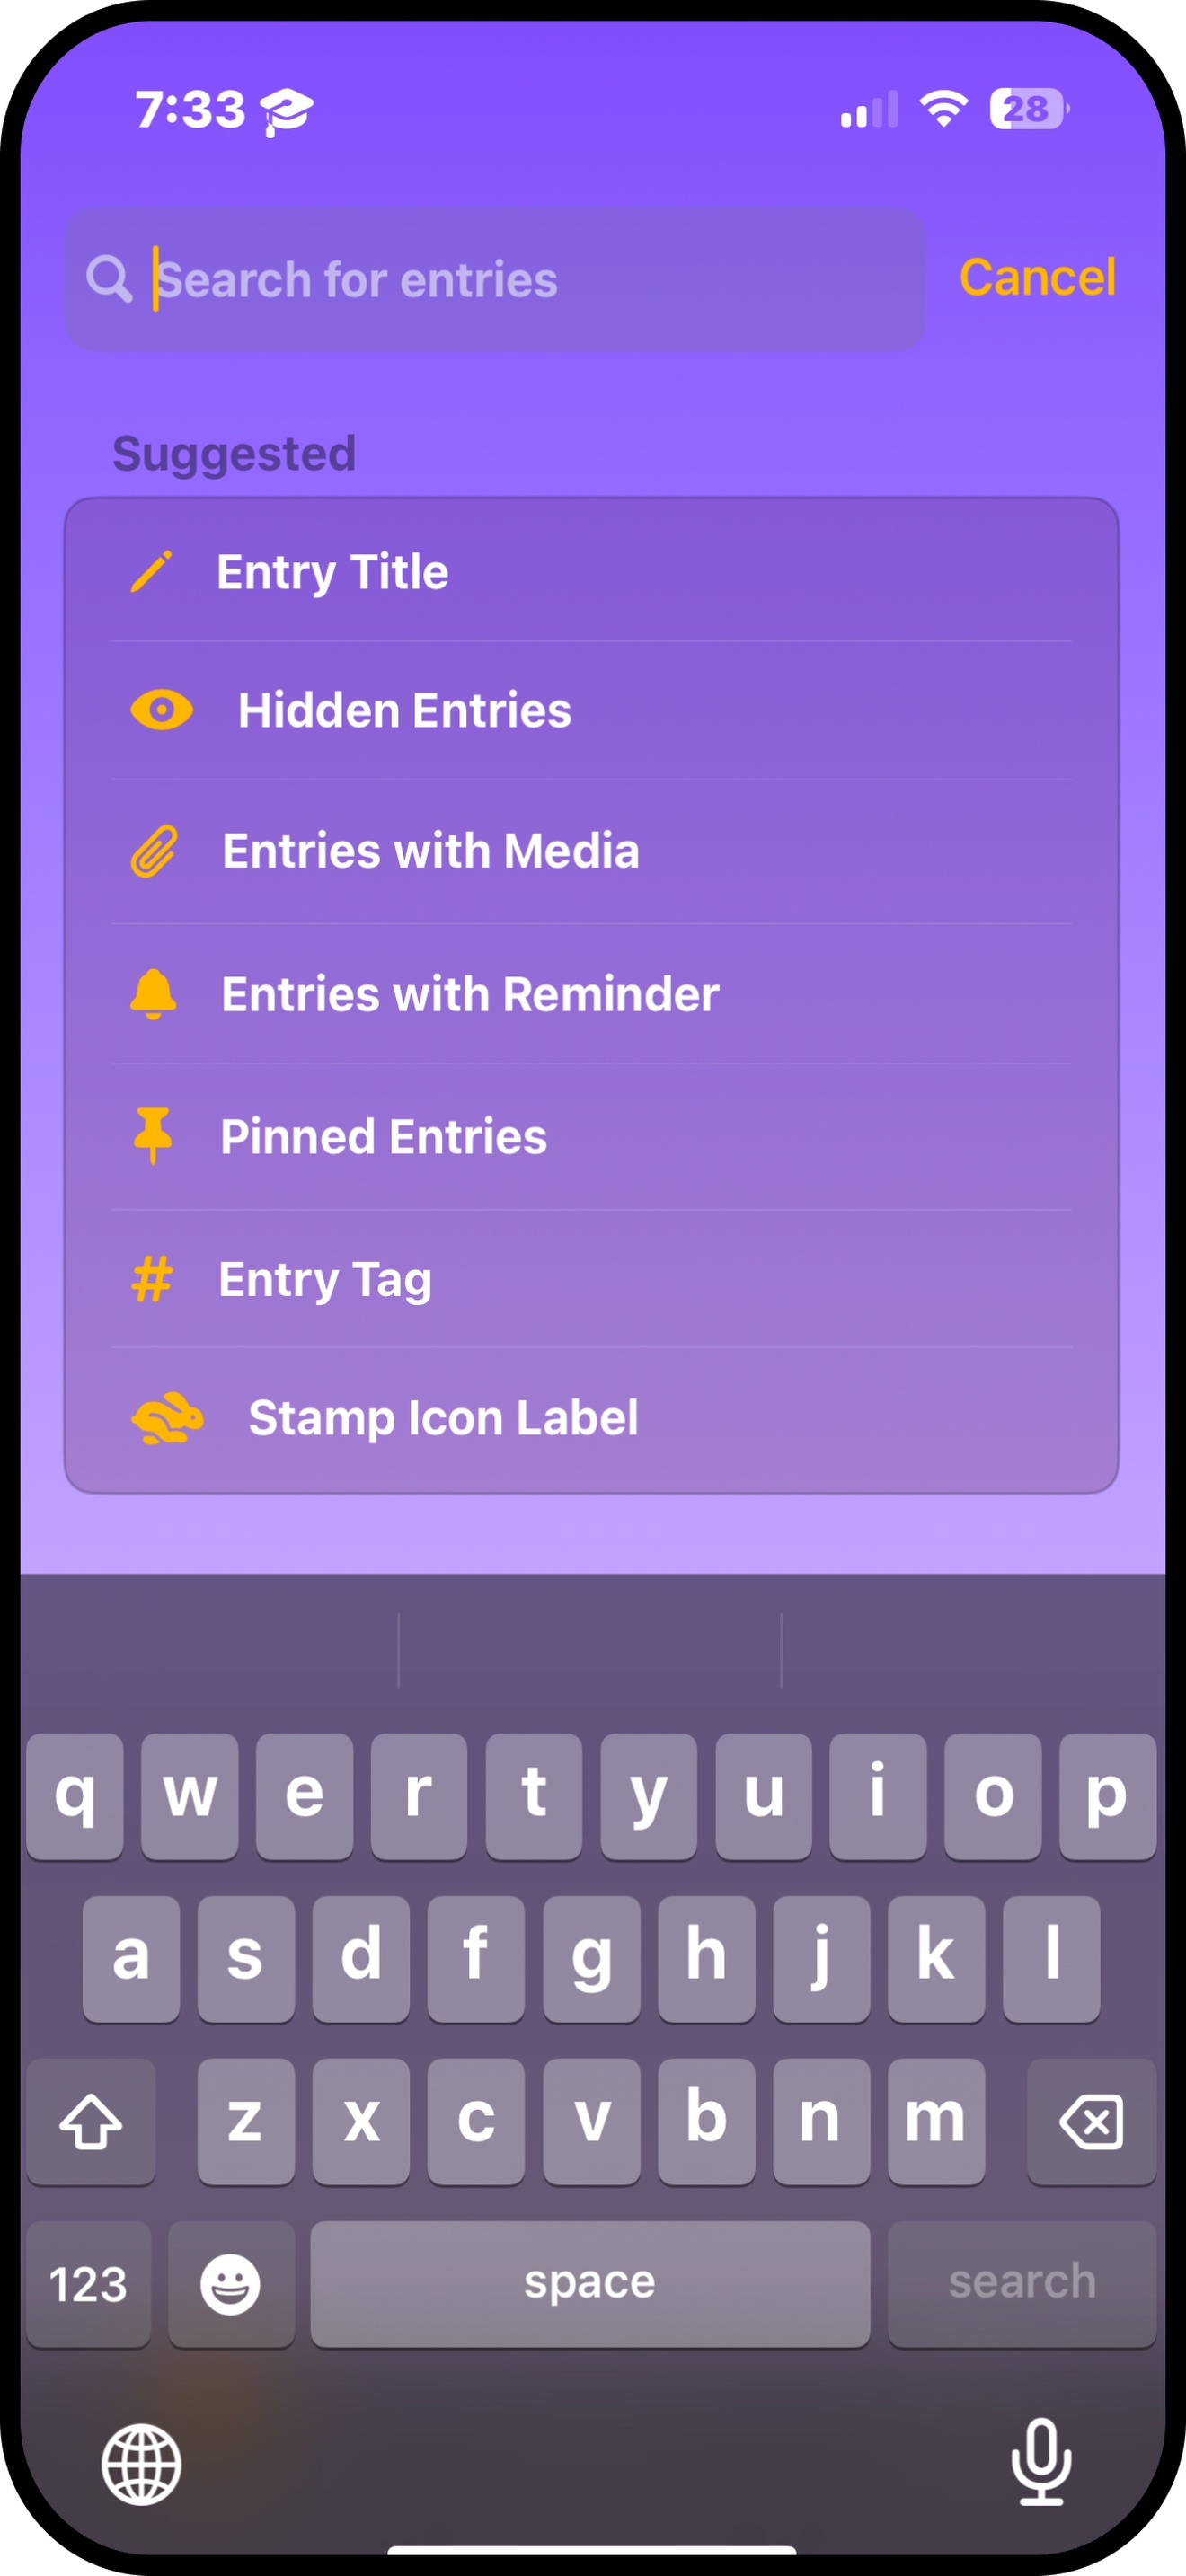 7:33
28
Search for entries
Cancel
Suggested
Entry Title
Hidden Entries
Entries with Media
Entries with Reminder
Pinned Entries
# Entry Tag
Stamp Icon Label
q w e r t y u i o p
a s d f g h j k l
z x c v b n m
123 space search